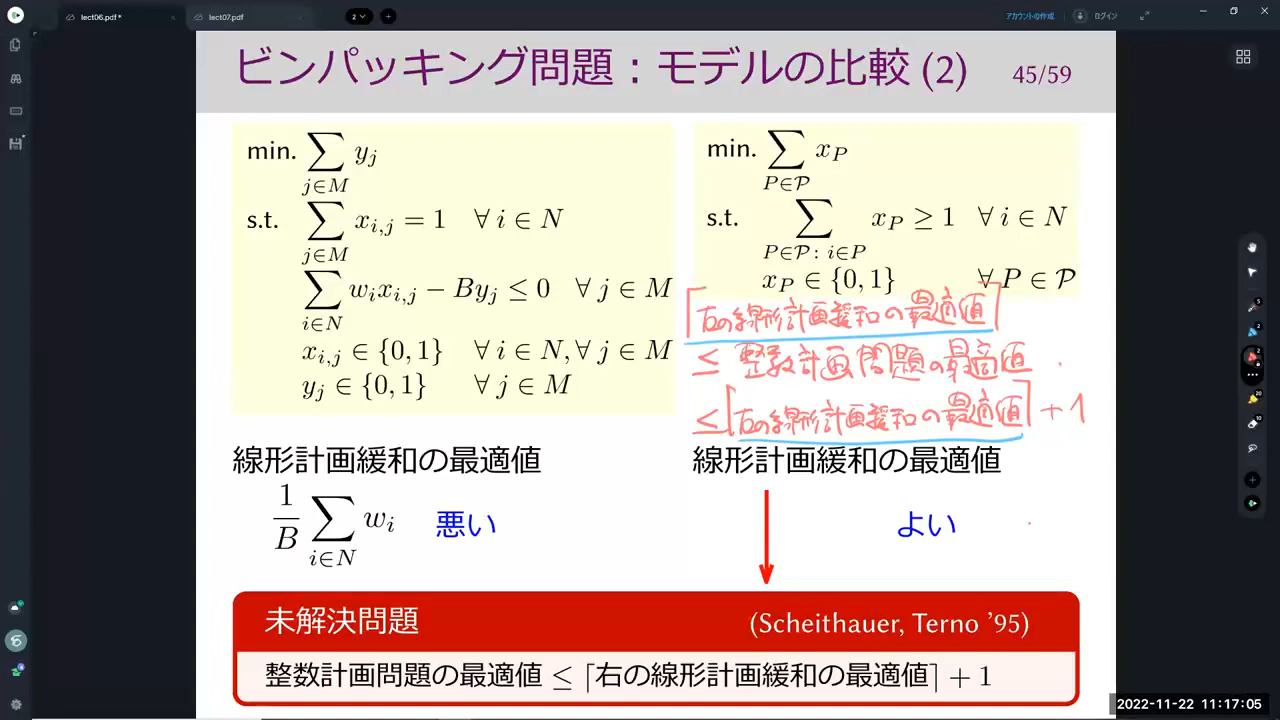 lect06.pdf *
lect07.pdf
2
アカウントの作成
ログイン
ビンパッキング問題：モデルの比較 (2)
45/59
min. ∑_{j∈M} y_j
s.t. ∑_{j∈M} x_{i,j} = 1 ∀ i ∈ N
∑_{i∈N} w_i x_{i,j} − B y_j ≤ 0 ∀ j ∈ M
x_{i,j} ∈ {0, 1} ∀ i ∈ N, ∀ j ∈ M
y_j ∈ {0, 1} ∀ j ∈ M
min. ∑_{P∈𝒫} x_P
s.t. ∑_{P∈𝒫: i∈P} x_P ≥ 1 ∀ i ∈ N
x_P ∈ {0, 1} ∀ P ∈ 𝒫
⌈右の線形計画緩和の最適値⌉
≤ 整数計画問題の最適値
≤ ⌈右の線形計画緩和の最適値⌉ + 1
線形計画緩和の最適値
1/B ∑_{i∈N} w_i 悪い
線形計画緩和の最適値
よい
未解決問題 (Scheithauer, Terno ’95)
整数計画問題の最適値 ≤ ⌈右の線形計画緩和の最適値⌉ + 1
2022-11-22 11:17:05